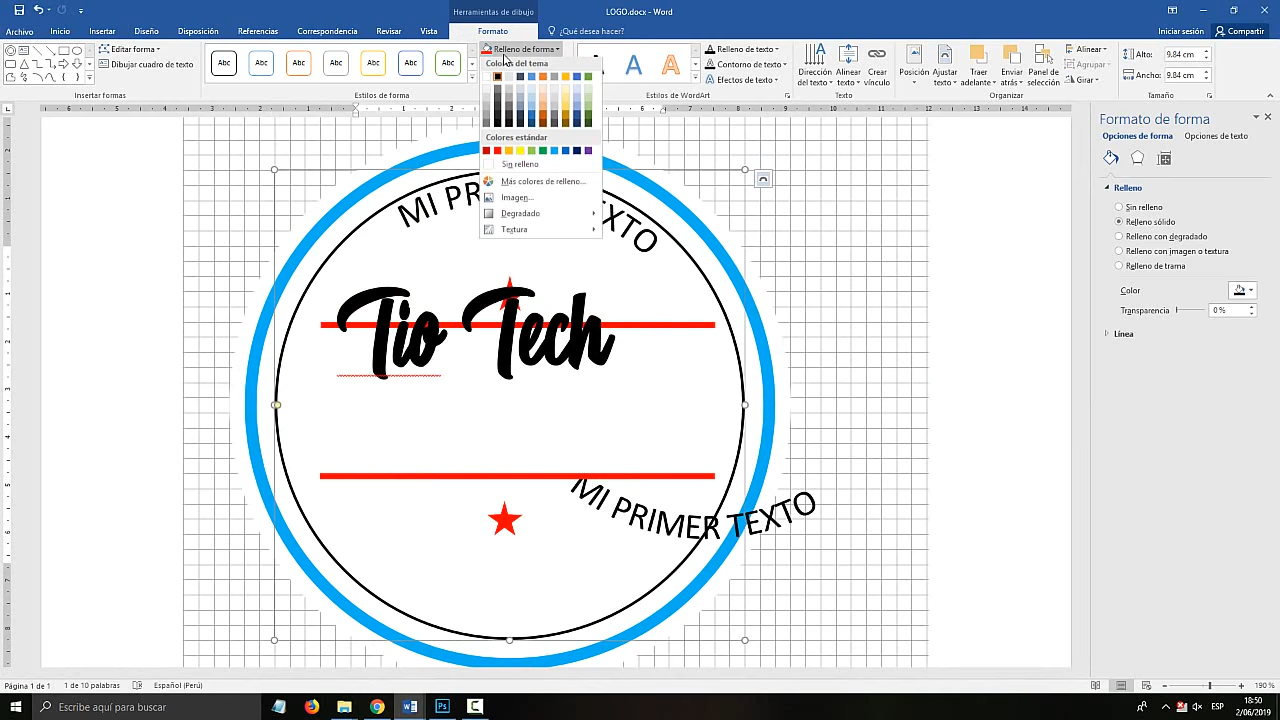 Herramientas de dibujo
LOGO.docx - Word
Archivo Inicio Insertar Diseño Disposición Referencias Correspondencia Revisar Vista Formato ¿Qué desea hacer?
Iniciar sesión Compartir
Editar forma
Dibujar cuadro de texto
Insertar formas
Abc Abc Abc Abc Abc Abc
Estilos de forma
Relleno de forma
A A
Estilos de WordArt
Relleno de texto
Contorno de texto
Efectos de texto
Dirección del texto
Alinear texto
Crear vínculo
Texto
Posición
Ajustar texto
Traer adelante
Enviar atrás
Panel de selección
Alinear
Agrupar
Girar
Organizar
Alto: 9.84 cm
Ancho: 9.84 cm
Tamaño
Colores del tema
Colores estándar
Sin relleno
Más colores de relleno...
Imagen...
Degradado
Textura
MI PR
EXTO
Tio Tech
MI PRIMER TEXTO
Formato de forma
Opciones de forma Opciones de texto
Relleno
Sin relleno
Relleno sólido
Relleno con degradado
Relleno con imagen o textura
Relleno de trama
Color
Transparencia 0 %
Línea
Página 1 de 1 1 de 10 palabras Español (Perú)
190 %
Escribe aquí para buscar
ESP
18:50
2/06/2019